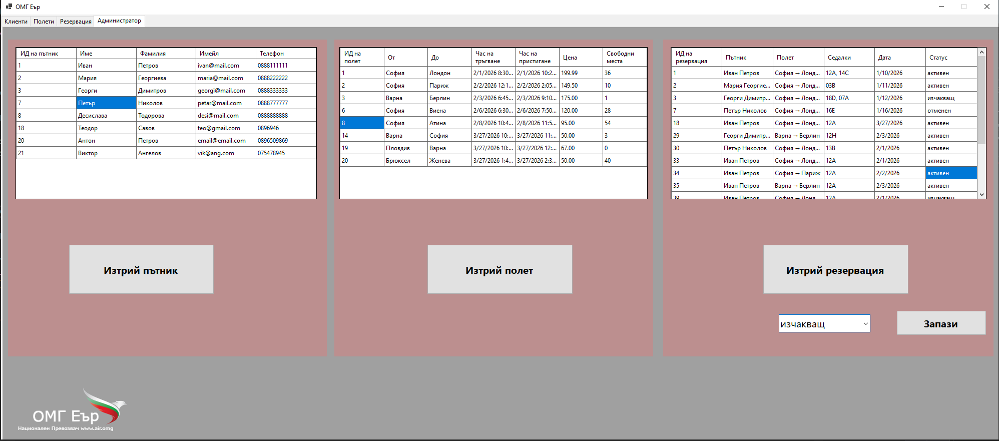 ОМГ Еър
Клиенти Полети Резервация Администратор
ИД на пътник Име Фамилия Имейл Телефон
1 Иван Петров ivan@mail.com 0888111111
2 Мария Георгиева maria@mail.com 0888222222
3 Георги Димитров georgi@mail.com 0888333333
7 Петър Николов petar@mail.com 0888777777
8 Десислава Тодорова desi@mail.com 0888888888
18 Теодор Савов teo@gmail.com 0896946
20 Антон Петров email@email.com 0896509869
21 Виктор Ангелов vik@ang.com 075478945
Изтрий пътник
ИД на полет От До Час на тръгване Час на пристигане Цена Свободни места
1 София Лондон 2/1/2026 8:30... 2/1/2026 10:2... 199.99 36
2 София Париж 2/2/2026 12:1... 2/2/2026 2:05... 149.50 10
3 Варна Берлин 2/3/2026 6:45... 2/3/2026 9:10... 175.00 1
6 София Виена 2/6/2026 6:30... 2/6/2026 7:50... 120.00 28
8 София Атина 2/8/2026 10:4... 2/8/2026 11:5... 95.00 54
14 Варна София 3/27/2026 10:... 3/27/2026 11:... 50.00 3
19 Пловдив Варна 3/27/2026 10:... 3/27/2026 12:... 67.00 0
20 Брюксел Женева 3/27/2026 1:4... 3/27/2026 2:3... 50.00 40
Изтрий полет
ИД на резервация Пътник Полет Седалки Дата Статус
1 Иван Петров София → Лонд... 12A, 14C 1/10/2026 активен
2 Мария Георгие... София → Лонд... 03B 1/11/2026 активен
3 Георги Димитр... София → Лонд... 18D, 07A 1/12/2026 изчакващ
7 Петър Николов София → Лонд... 16E 1/16/2026 отменен
18 Иван Петров София → Лонд... 12A 3/27/2026 активен
29 Георги Димитр... Варна → Берлин 12H 2/3/2026 активен
30 Петър Николов София → Лонд... 13B 2/1/2026 активен
33 Иван Петров София → Лонд... 12A 2/1/2026 активен
34 Иван Петров София → Париж 12A 2/2/2026 активен
35 Иван Петров Варна → Берлин 12A 2/3/2026 активен
39 Иван Петров София → Лонд... 12A 2/1/2026 изчакващ
Изтрий резервация
изчакващ Запази
ОМГ Еър
Национален Превозвач www.air.omg